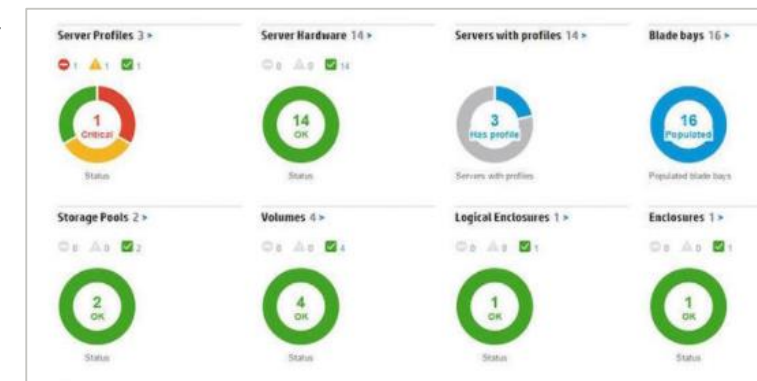 Server Profiles 3 Server Hardware 14 Servers with profiles 14 Blade bays 16
1 1 1 0 0 14
1 14 3 16
Critical OK Has profile Populated
Status Status Servers with profiles Populated blade bays
Storage Pools 2 Volumes 4 Logical Enclosures 1 Enclosures 1
0 0 2 0 0 4 0 0 1 0 0 1
2 4 1 1
OK OK OK OK
Status Status Status Status